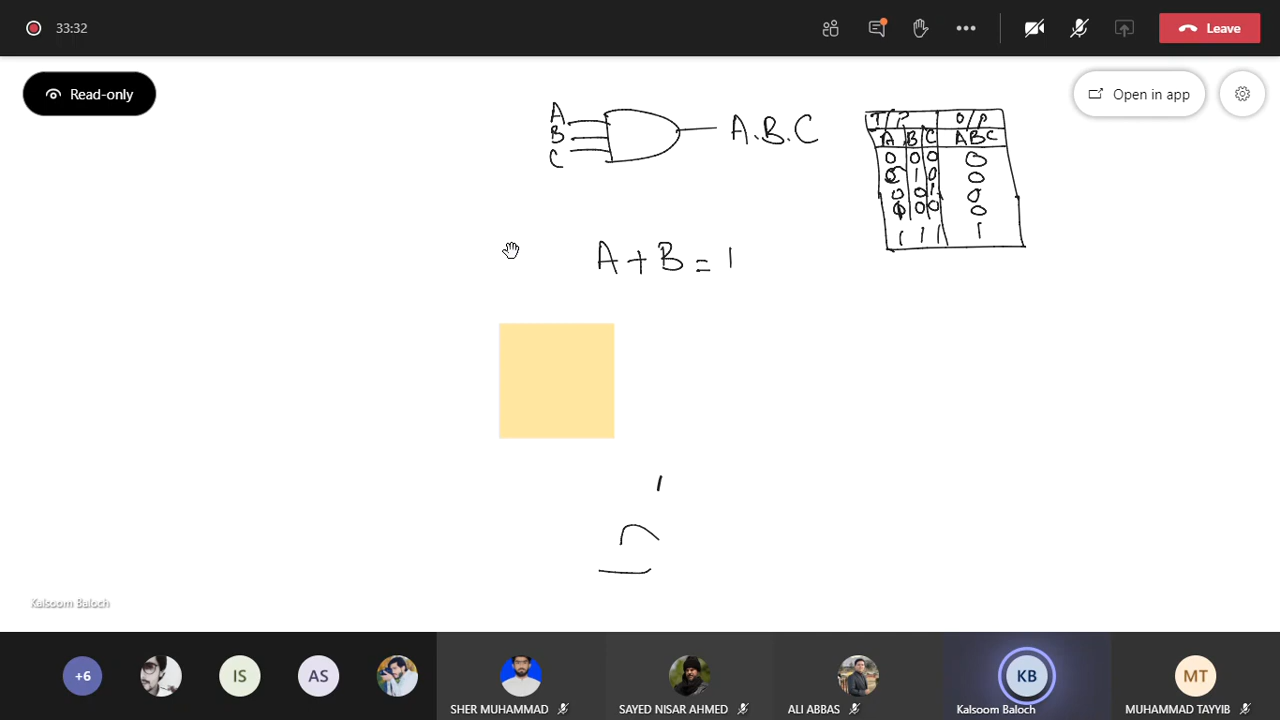 33:32
Leave
Read-only
Open in app
A
B
C
A.B.C
I/P O/P
A B C ABC
0 0 0 0
0 1 0 0
0 0 1 0
0 0 0
1 1 1 1
A+B=1
Kalsoom Baloch
+6
IS
AS
KB
MT
SHER MUHAMMAD
SAYED NISAR AHMED
ALI ABBAS
Kalsoom Baloch
MUHAMMAD TAYYIB